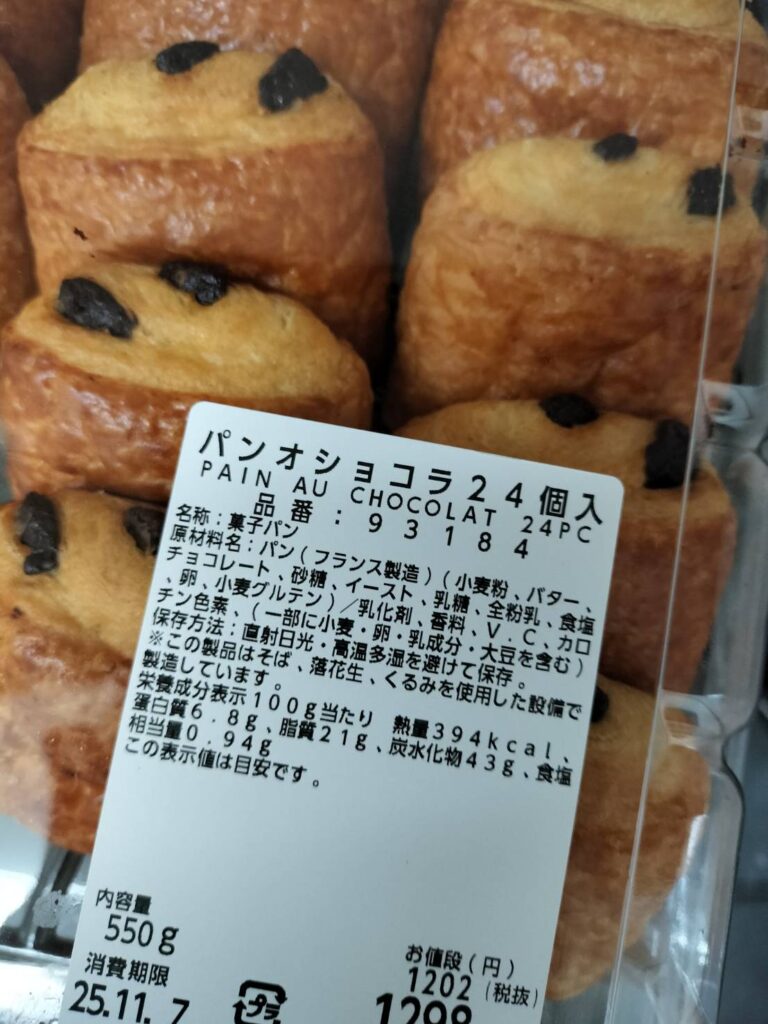 パンオショコラ24個入
PAIN AU CHOCOLAT 24PC
品番:93184
名称:菓子パン
原材料名:パン(フランス製造)(小麦粉、バター、
チョコレート、砂糖、イースト、乳糖、全粉乳、食塩
、卵、小麦グルテン)/乳化剤、香料、V.C、カロ
チン色素、(一部に小麦・卵・乳成分・大豆を含む)
保存方法:直射日光・高温多湿を避けて保存。
※この製品はそば、落花生、くるみを使用した設備で
製造しています。
栄養成分表示100g当たり 熱量394kcal、
蛋白質6.8g、脂質21g、炭水化物43g、食塩
相当量0.94g
この表示値は目安です。
内容量
550g
消費期限
25.11.7
プラ
お値段(円)
1202(税抜)
1298